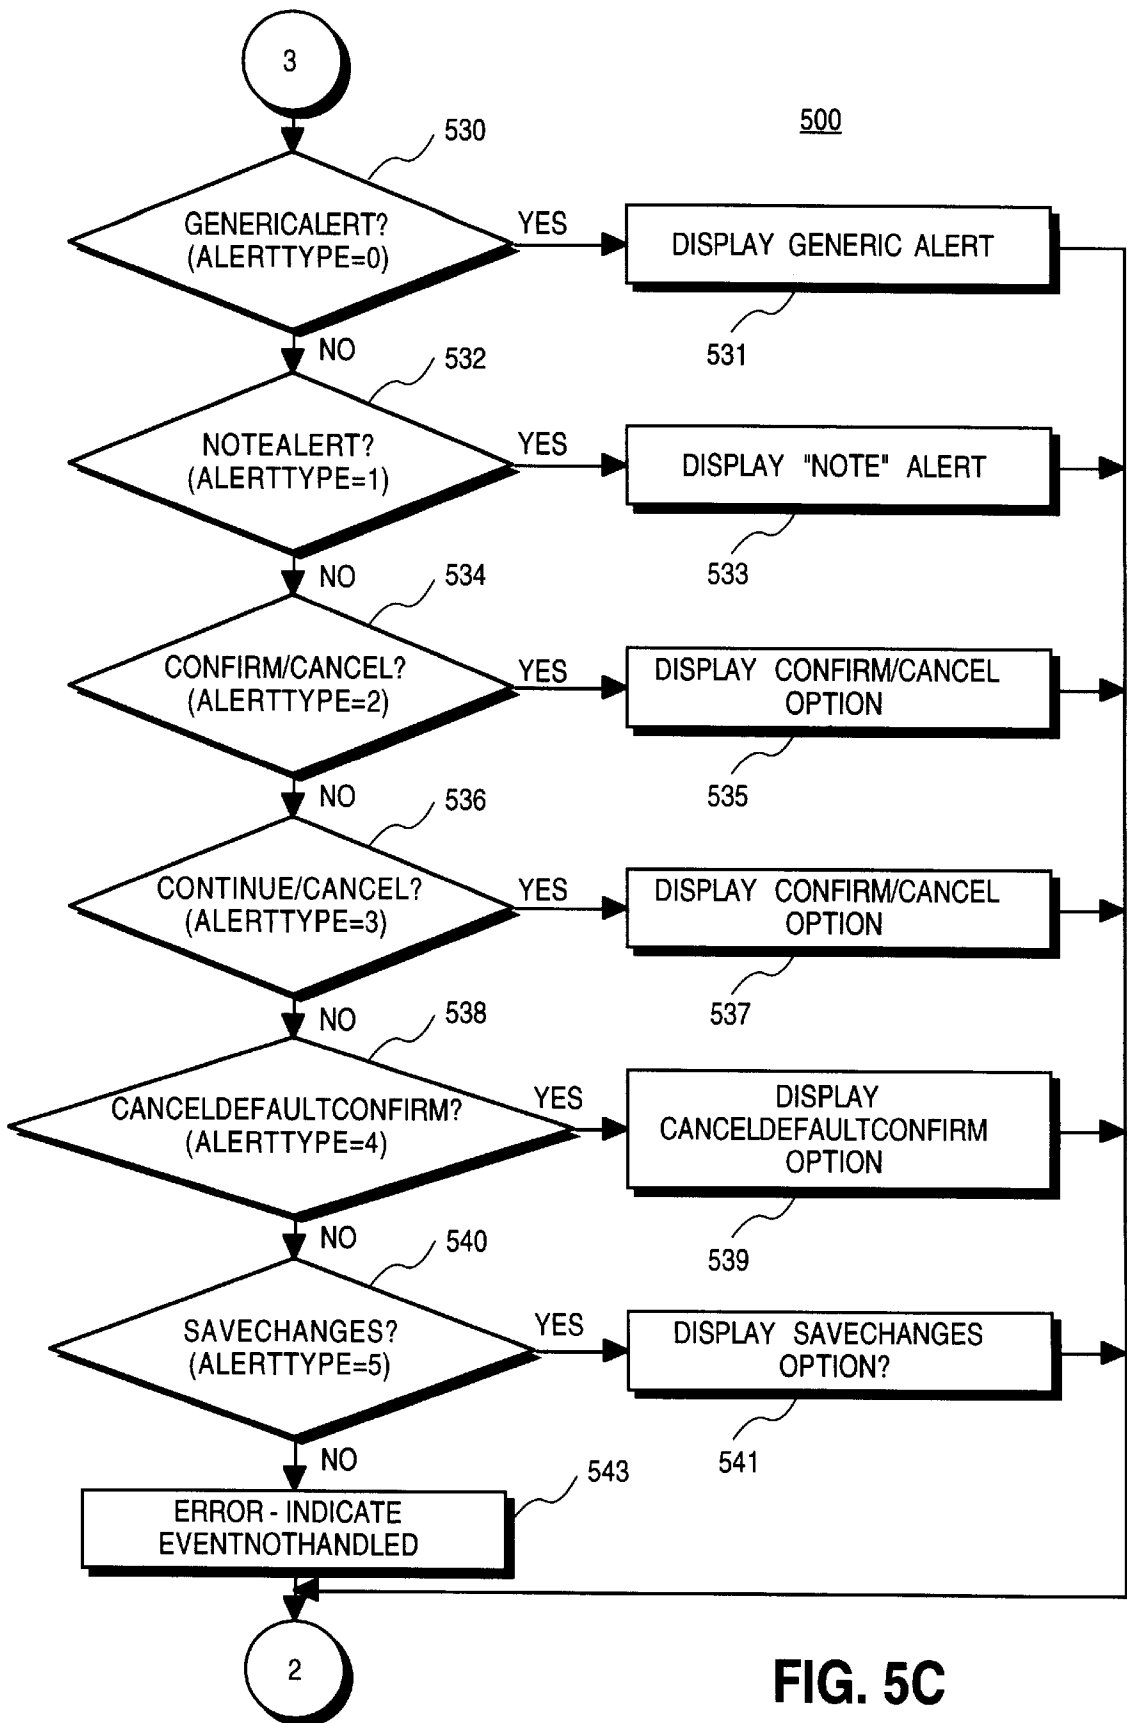 3
500
530
GENERICALERT?
(ALERTTYPE=0)
YES
DISPLAY GENERIC ALERT
531
NO
532
NOTEALERT?
(ALERTTYPE=1)
YES
DISPLAY "NOTE" ALERT
533
NO
534
CONFIRM/CANCEL?
(ALERTTYPE=2)
YES
DISPLAY CONFIRM/CANCEL
OPTION
535
NO
536
CONTINUE/CANCEL?
(ALERTTYPE=3)
YES
DISPLAY CONFIRM/CANCEL
OPTION
537
NO
538
CANCELDEFAULTCONFIRM?
(ALERTTYPE=4)
YES
DISPLAY
CANCELDEFAULTCONFIRM
OPTION
539
NO
540
SAVECHANGES?
(ALERTTYPE=5)
YES
DISPLAY SAVECHANGES
OPTION?
541
NO
543
ERROR - INDICATE
EVENTNOTHANDLED
2
FIG. 5C